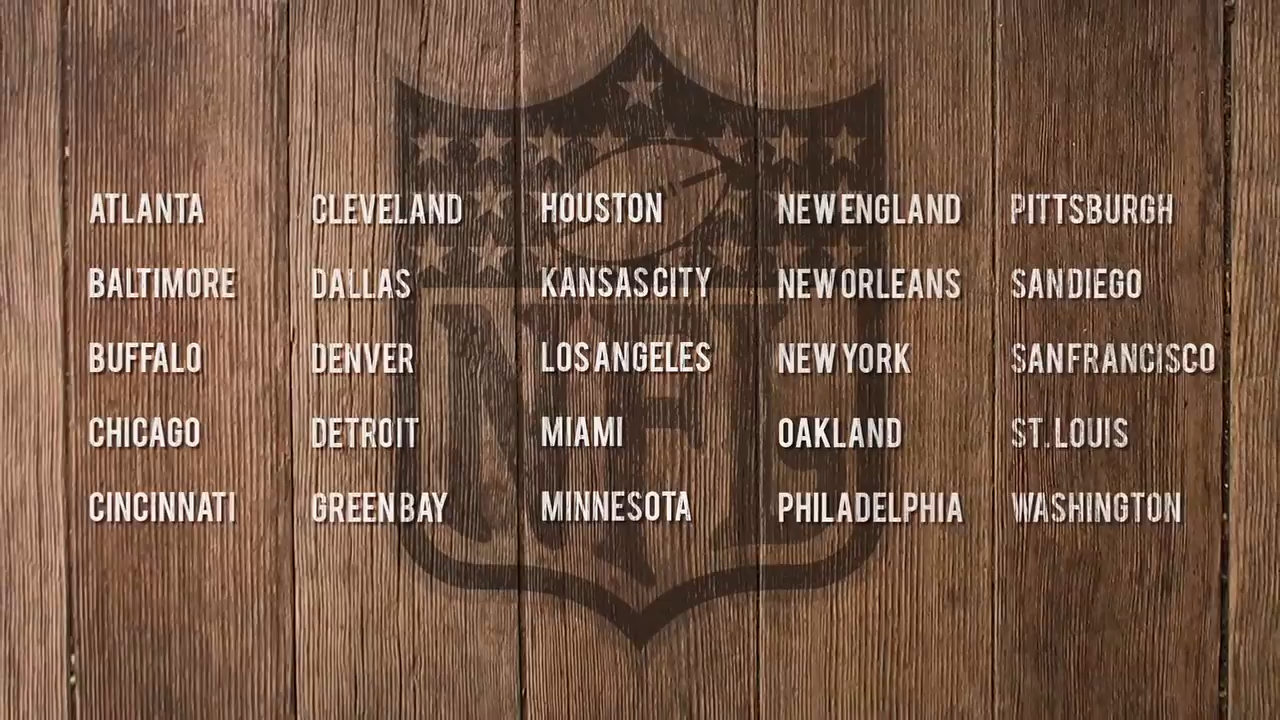 ATLANTA
BALTIMORE
BUFFALO
CHICAGO
CINCINNATI
CLEVELAND
DALLAS
DENVER
DETROIT
GREEN BAY
HOUSTON
KANSAS CITY
LOS ANGELES
MIAMI
MINNESOTA
NEW ENGLAND
NEW ORLEANS
NEW YORK
OAKLAND
PHILADELPHIA
PITTSBURGH
SAN DIEGO
SAN FRANCISCO
ST. LOUIS
WASHINGTON
NFL